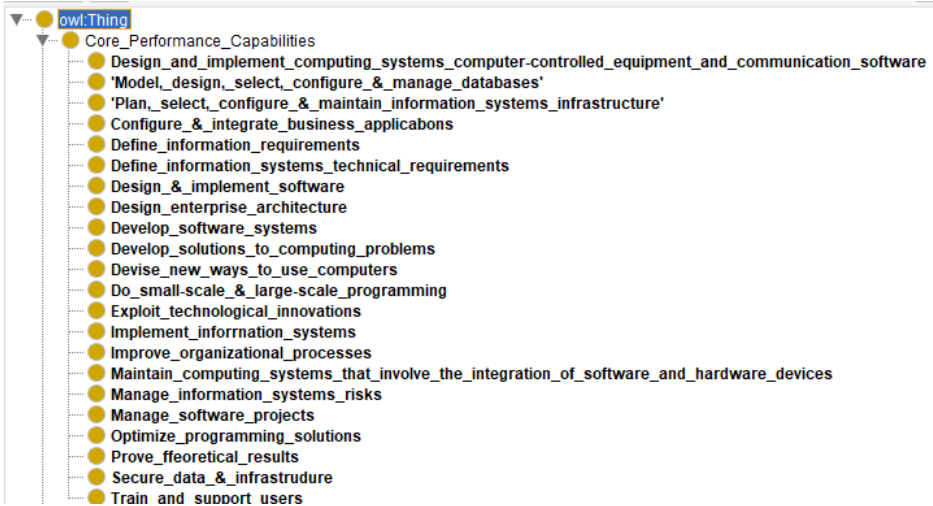 owl:Thing
Core_Performance_Capabilities
Design_and_implement_computing_systems_computer-controlled_equipment_and_communication_software
'Model,_design,_select,_configure_&_manage_databases'
'Plan,_select,_configure_&_maintain_information_systems_infrastructure'
Configure_&_integrate_business_applicabons
Define_information_requirements
Define_information_systems_technical_requirements
Design_&_implement_software
Design_enterprise_architecture
Develop_software_systems
Develop_solutions_to_computing_problems
Devise_new_ways_to_use_computers
Do_small-scale_&_large-scale_programming
Exploit_technological_innovations
Implement_inforrnation_systems
Improve_organizational_processes
Maintain_computing_systems_that_involve_the_integration_of_software_and_hardware_devices
Manage_information_systems_risks
Manage_software_projects
Optimize_programming_solutions
Prove_ffeoretical_results
Secure_data_&_infrastrudure
Train_and_support_users